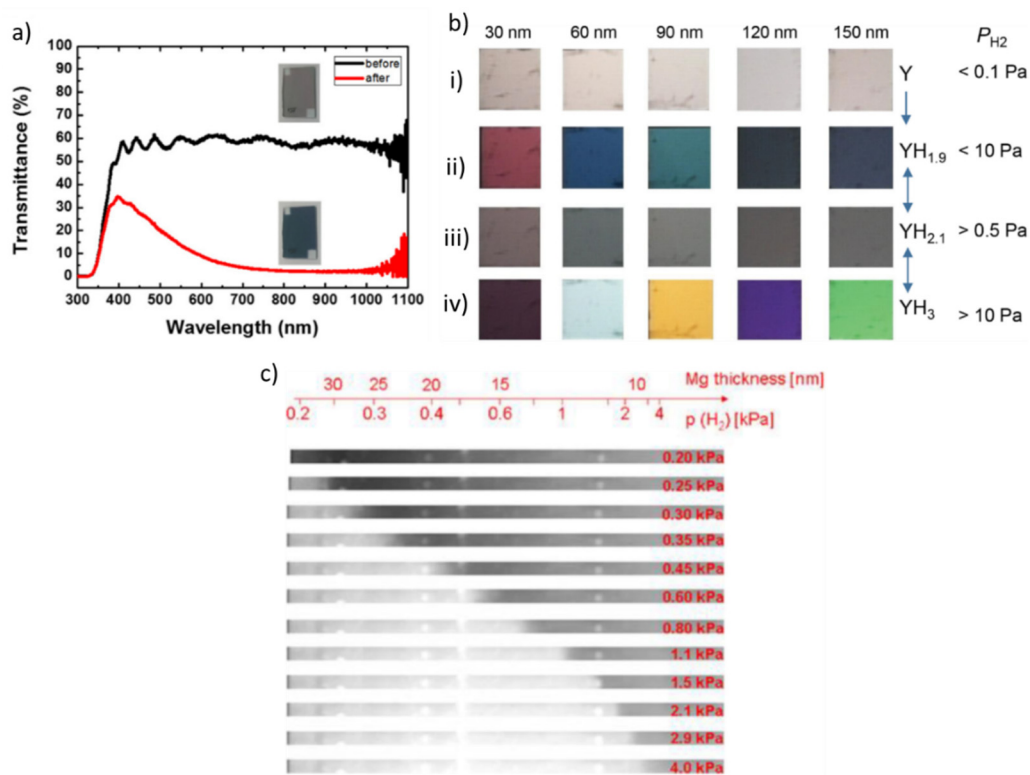 a)
100
90
80
70
60
50
40
30
20
10
0
Transmittance (%)
before
after
300 400 500 600 700 800 900 1000 1100
Wavelength (nm)
b)
30 nm 60 nm 90 nm 120 nm 150 nm P_H2
i) Y < 0.1 Pa
ii) YH1.9 < 10 Pa
iii) YH2.1 > 0.5 Pa
iv) YH3 > 10 Pa
c)
30 25 20 15 10 Mg thickness [nm]
0.2 0.3 0.4 0.6 1 2 4 p (H2) [kPa]
0.20 kPa
0.25 kPa
0.30 kPa
0.35 kPa
0.45 kPa
0.60 kPa
0.80 kPa
1.1 kPa
1.5 kPa
2.1 kPa
2.9 kPa
4.0 kPa